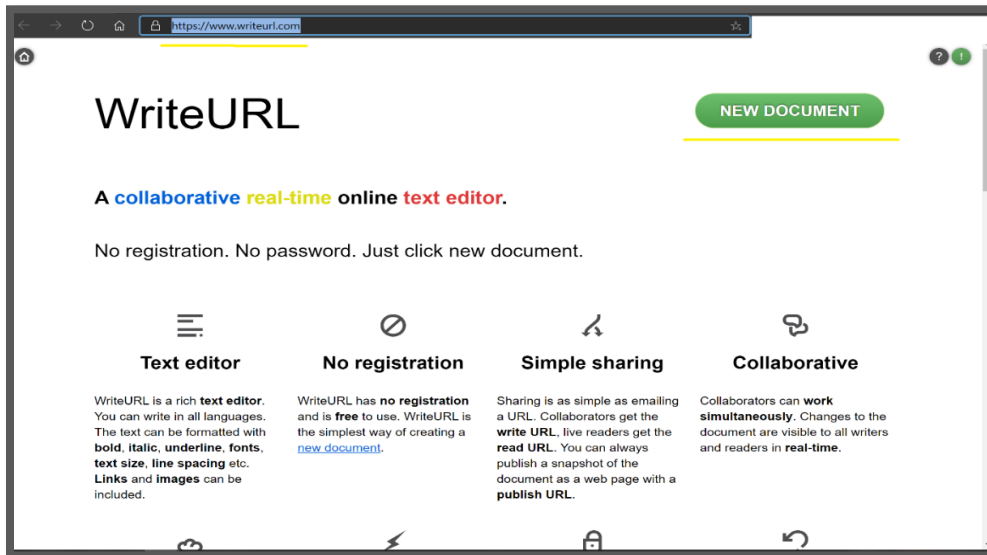 https://www.writeurl.com
?
!
WriteURL
NEW DOCUMENT
A collaborative real-time online text editor.
No registration. No password. Just click new document.
Text editor
WriteURL is a rich text editor.
You can write in all languages.
The text can be formatted with
bold, italic, underline, fonts,
text size, line spacing etc.
Links and images can be
included.
No registration
WriteURL has no registration
and is free to use. WriteURL is
the simplest way of creating a
new document.
Simple sharing
Sharing is as simple as emailing
a URL. Collaborators get the
write URL, live readers get the
read URL. You can always
publish a snapshot of the
document as a web page with a
publish URL.
Collaborative
Collaborators can work
simultaneously. Changes to the
document are visible to all writers
and readers in real-time.